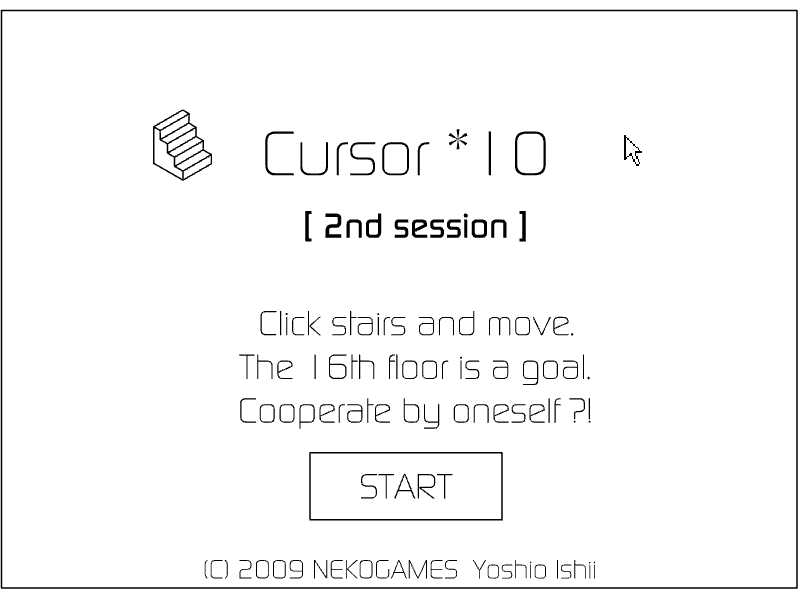 Cursor *10
[ 2nd session ]
Click stairs and move.
The 16th floor is a goal.
Cooperate by oneself ?!
START
(C) 2009 NEKOGAMES Yoshio Ishii